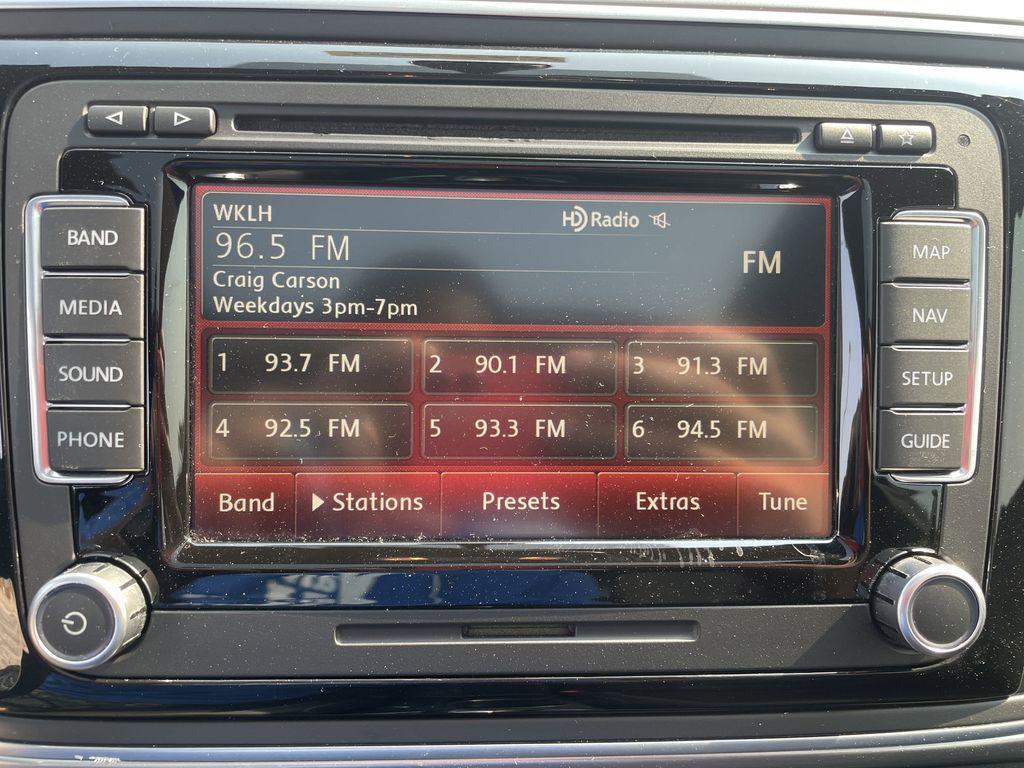 WKLH
HD Radio
96.5 FM
FM
Craig Carson
Weekdays 3pm-7pm
1 93.7 FM
2 90.1 FM
3 91.3 FM
4 92.5 FM
5 93.3 FM
6 94.5 FM
Band
Stations
Presets
Extras
Tune
BAND
MEDIA
SOUND
PHONE
MAP
NAV
SETUP
GUIDE